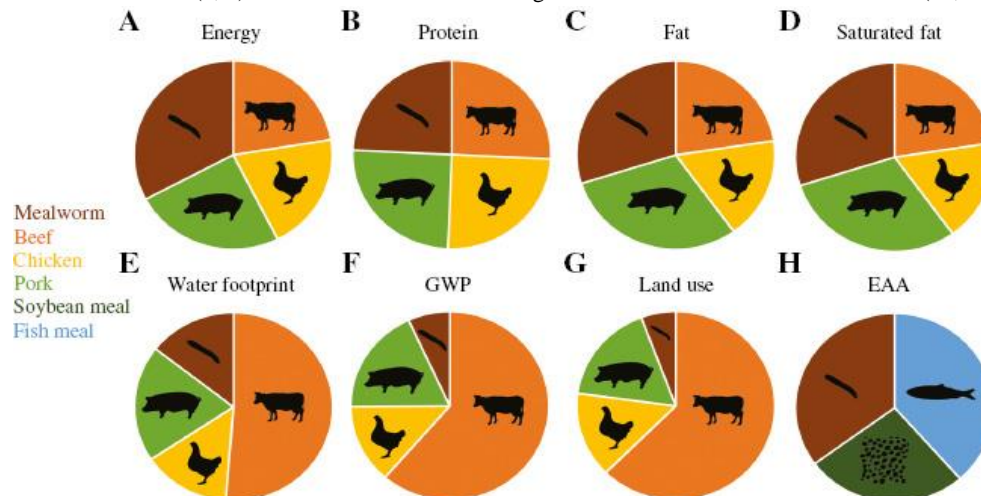 A Energy
B Protein
C Fat
D Saturated fat
Mealworm
Beef
Chicken
Pork
Soybean meal
Fish meal
E Water footprint
F GWP
G Land use
H EAA